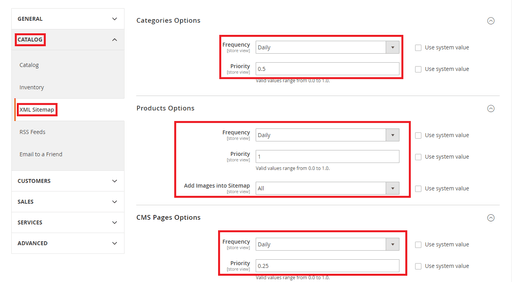 GENERAL
CATALOG
Catalog
Inventory
XML Sitemap
RSS Feeds
Email to a Friend
CUSTOMERS
SALES
SERVICES
ADVANCED
Categories Options
Frequency
[store view]
Daily
Use system value
Priority
[store view]
0.5
Use system value
Valid values range from 0.0 to 1.0.
Products Options
Frequency
[store view]
Daily
Use system value
Priority
[store view]
1
Use system value
Valid values range from 0.0 to 1.0.
Add Images into Sitemap
[store view]
All
Use system value
CMS Pages Options
Frequency
[store view]
Daily
Use system value
Priority
[store view]
0.25
Use system value
Valid values range from 0.0 to 1.0.